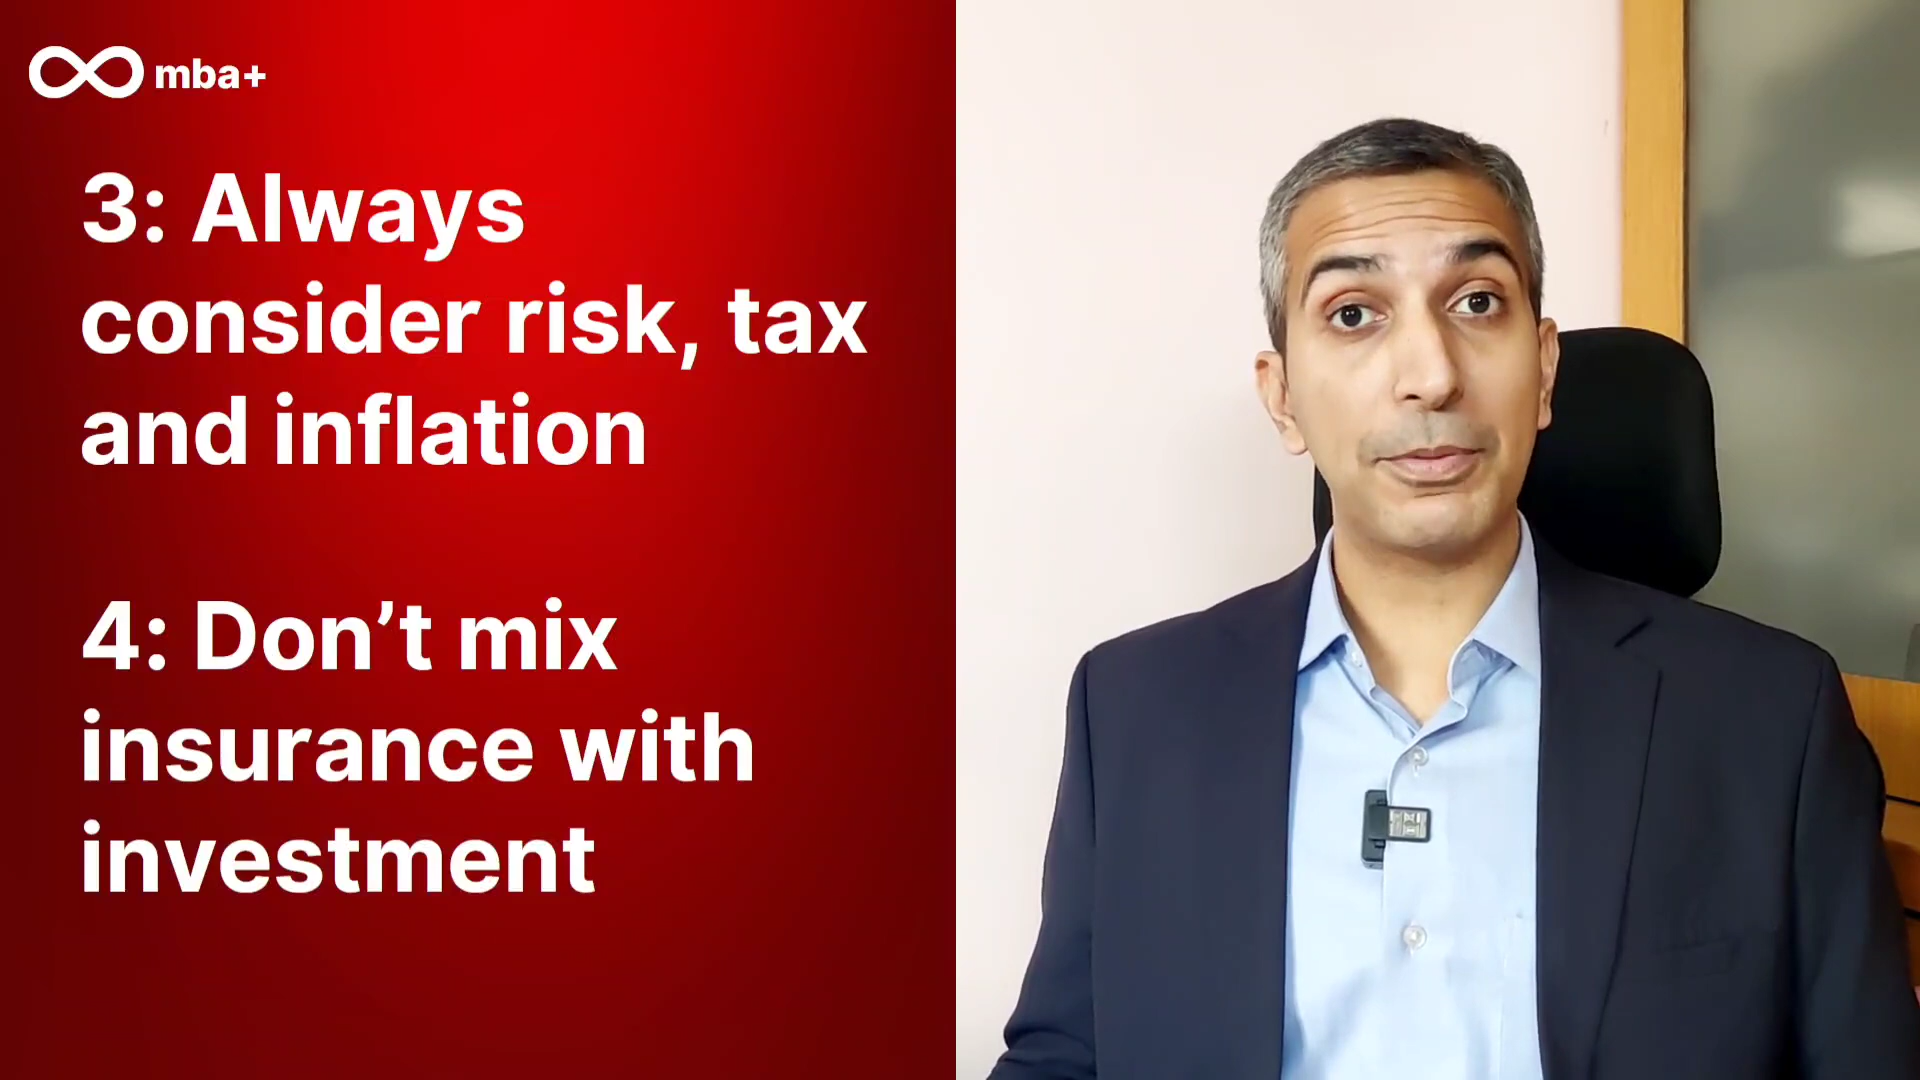 mba+
3: Always
consider risk, tax
and inflation
4: Don’t mix
insurance with
investment